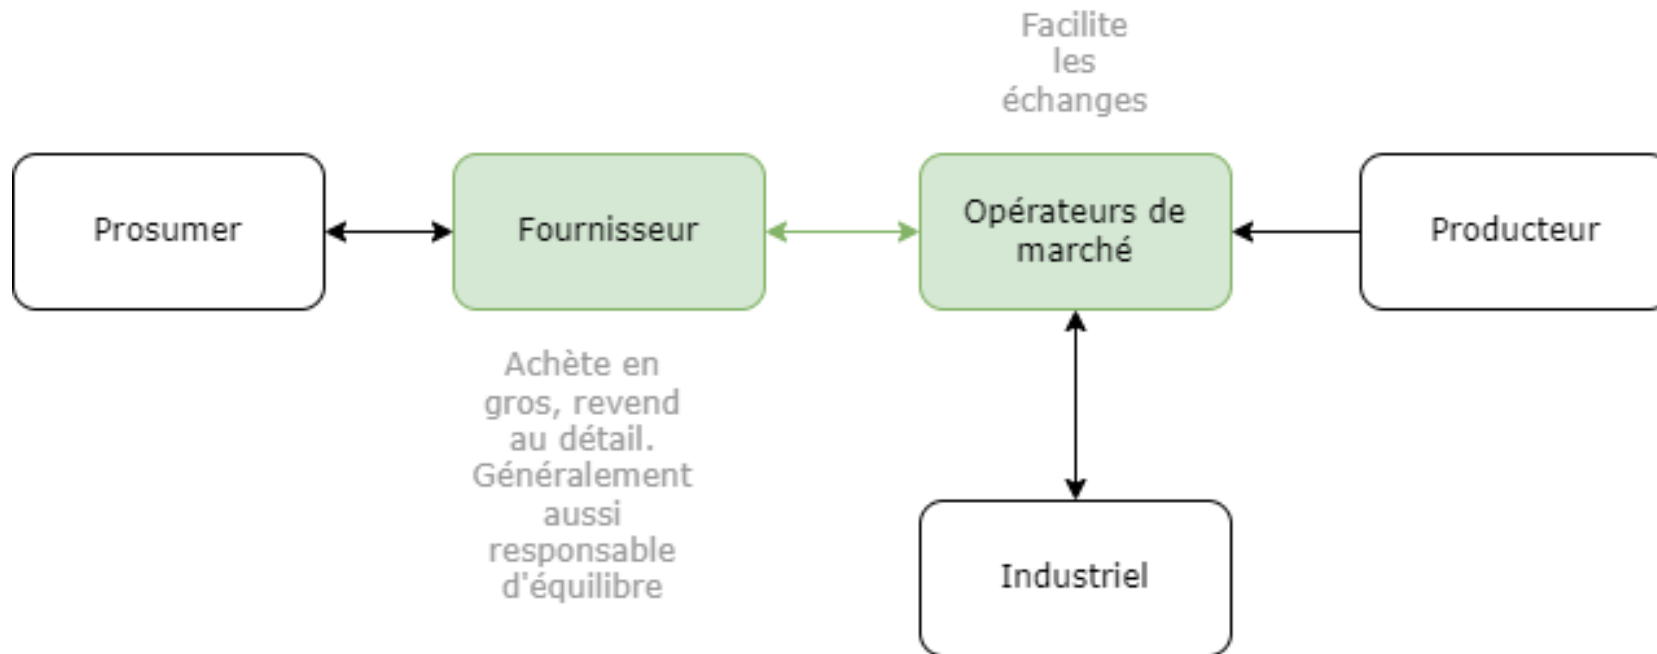 Facilite
les
échanges
Prosumer
Fournisseur
Opérateurs de
marché
Producteur
Achète en
gros, revend
au détail.
Généralement
aussi
responsable
d'équilibre
Industriel